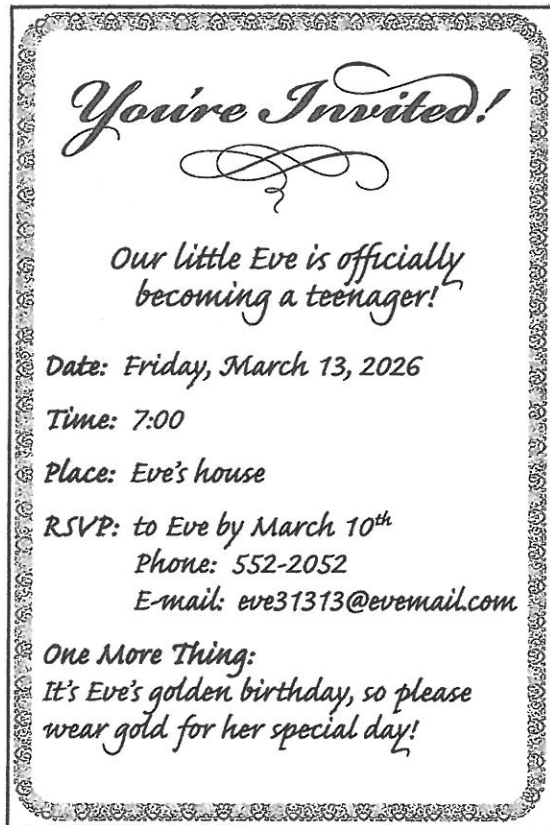 You're Invited!
Our little Eve is officially
becoming a teenager!
Date: Friday, March 13, 2026
Time: 7:00
Place: Eve's house
RSVP: to Eve by March 10th
Phone: 552-2052
E-mail: eve31313@evemail.com
One More Thing:
It's Eve's golden birthday, so please
wear gold for her special day!